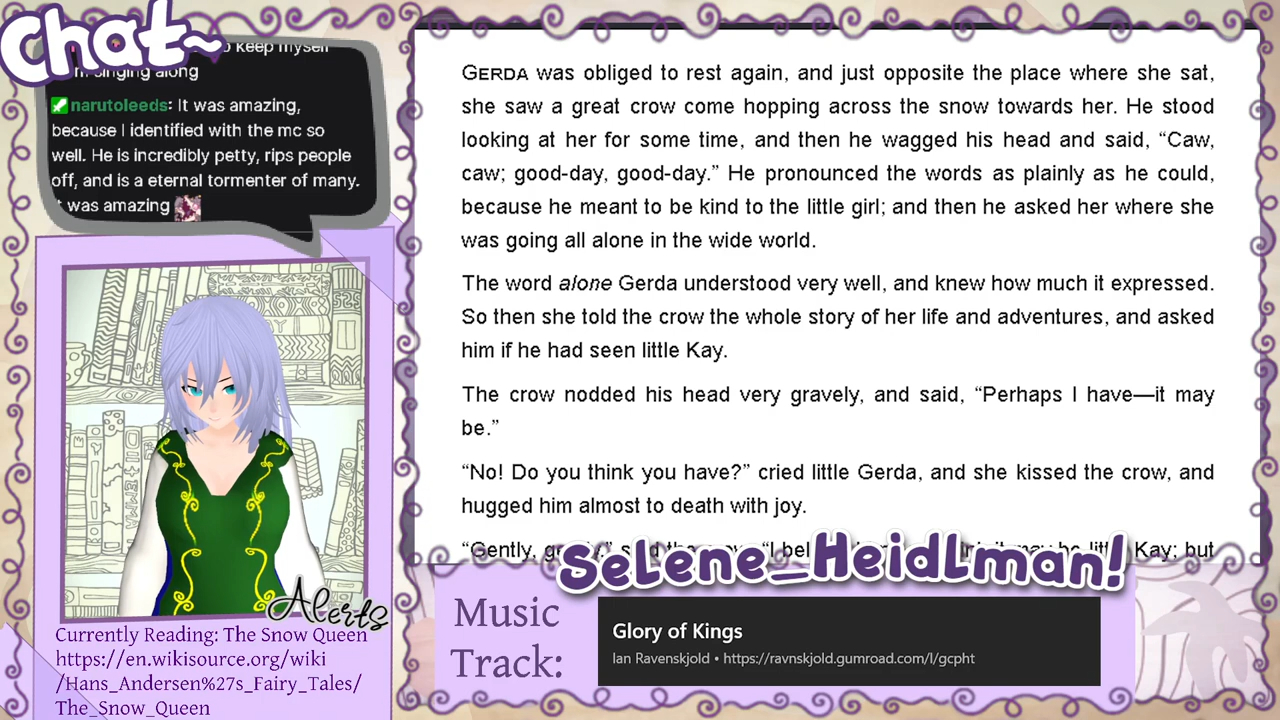 Chat~
to keep myself
singing along
narutoleeds: It was amazing,
because I identified with the mc so
well. He is incredibly petty, rips people
off, and is a eternal tormenter of many.
It was amazing
GERDA was obliged to rest again, and just opposite the place where she sat,
she saw a great crow come hopping across the snow towards her. He stood
looking at her for some time, and then he wagged his head and said, “Caw,
caw; good-day, good-day.” He pronounced the words as plainly as he could,
because he meant to be kind to the little girl; and then he asked her where she
was going all alone in the wide world.
The word alone Gerda understood very well, and knew how much it expressed.
So then she told the crow the whole story of her life and adventures, and asked
him if he had seen little Kay.
The crow nodded his head very gravely, and said, “Perhaps I have—it may
be.”
“No! Do you think you have?” cried little Gerda, and she kissed the crow, and
hugged him almost to death with joy.
Kay; but
Selene_Heidlman!
Alerts
Currently Reading: The Snow Queen
https://en.wikisource.org/wiki
/Hans_Andersen%27s_Fairy_Tales/
The_Snow_Queen
Music
Track:
Glory of Kings
Ian Ravenskjold • https://ravnskjold.gumroad.com/l/gcpht